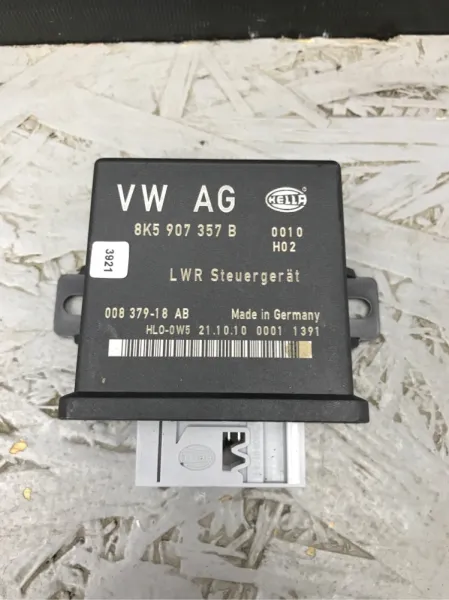 VW AG
HELLA
8K5 907 357 B
0010
H02
3921
LWR Steuergerät
008 379-18 AB
Made in Germany
HLO-0W5 21.10.10 0001 1391